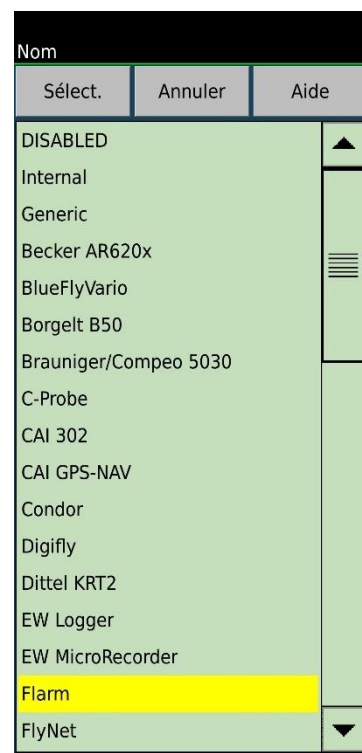 Nom
Sélect. Annuler Aide
DISABLED
Internal
Generic
Becker AR620x
BlueFlyVario
Borgelt B50
Brauniger/Compeo 5030
C-Probe
CAI 302
CAI GPS-NAV
Condor
Digifly
Dittel KRT2
EW Logger
EW MicroRecorder
Flarm
FlyNet